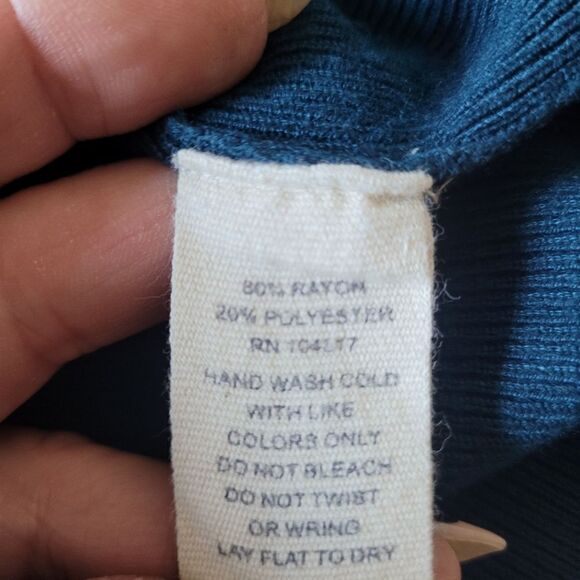 80% RAYON
20% POLYESTER
RN
HAND WASH COLD
WITH LIKE
COLORS ONLY
DO NOT BLEACH
DO NOT TWIST
OR WRING
LAY FLAT TO DRY